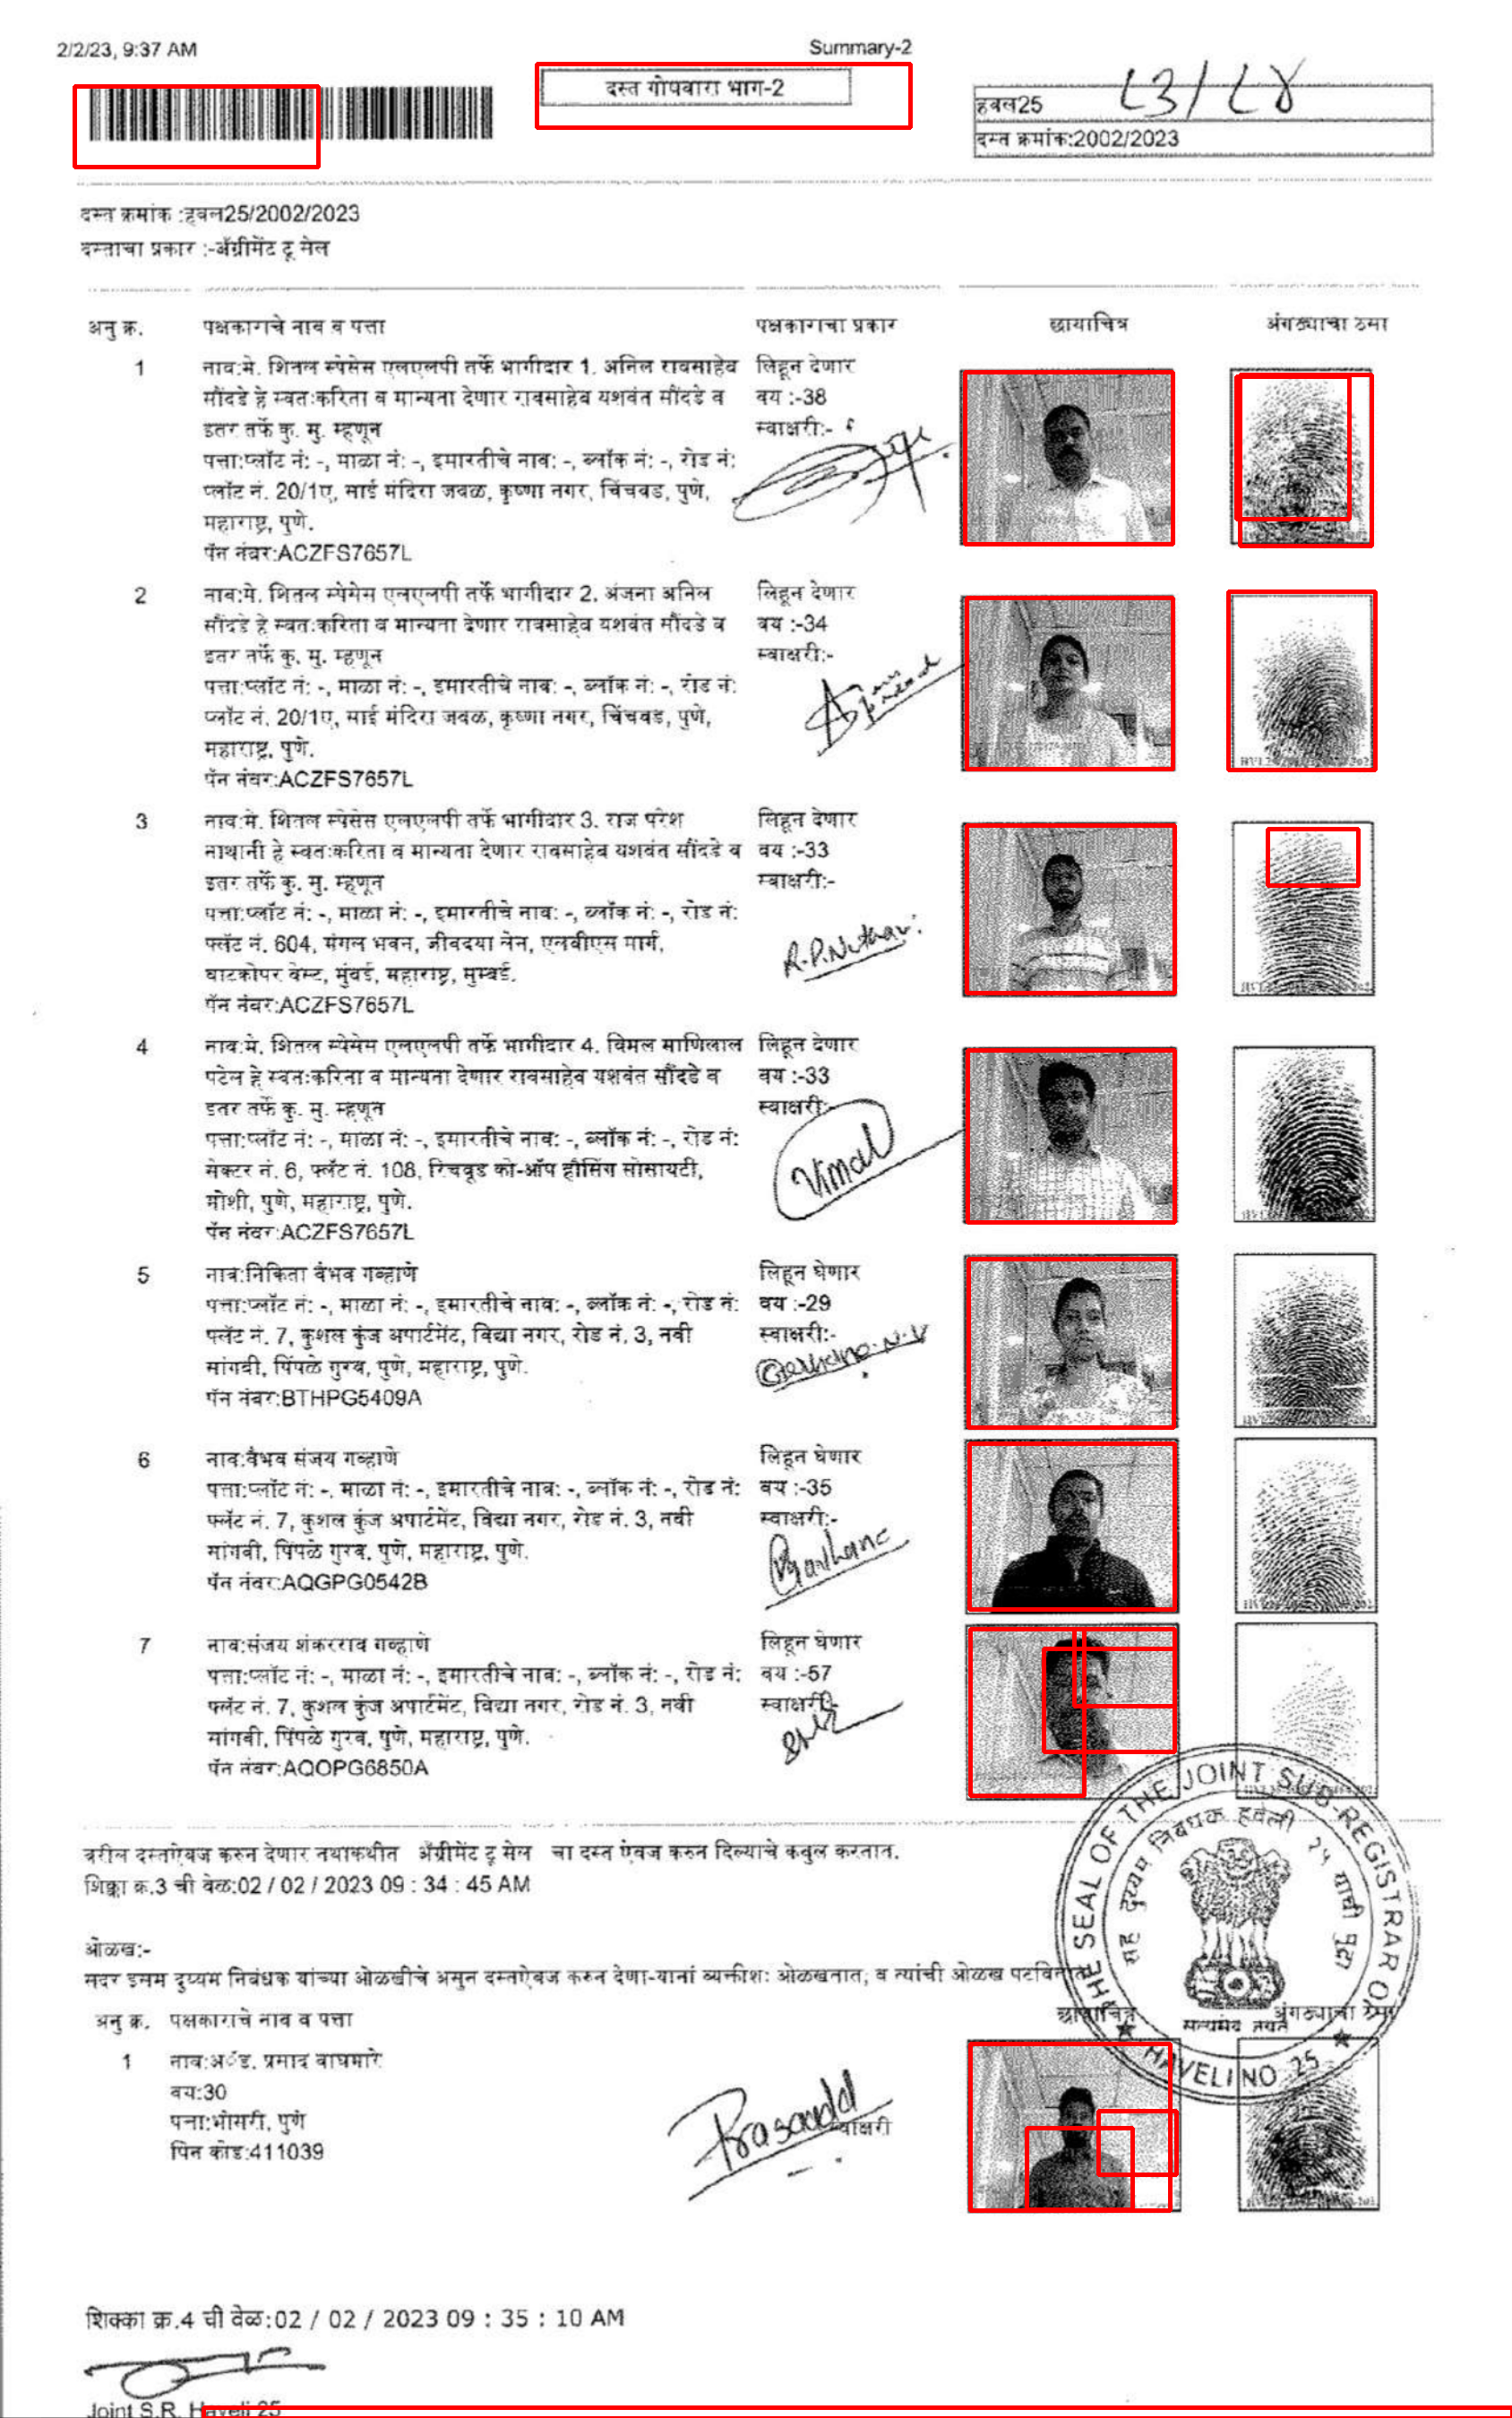 2/2/23, 9:37 AM
Summary-2
दस्त गोषवारा भाग-2
हवल25
दस्त क्रमांक:2002/2023
दस्त क्रमांक :हवल25/2002/2023
दस्ताचा प्रकार :-अ‍ॅग्रीमेंट टू सेल
अनु क्र. पक्षकाराचे नाव व पत्ता पक्षकाराचा प्रकार छायाचित्र अंगठ्याचा ठसा
1 नाव:मे. शितल स्पेसेस एलएलपी तर्फे भागीदार 1. अनिल रावसाहेब लिहून देणार
सौंदडे हे स्वतःकरिता व मान्यता देणार रावसाहेब यशवंत सौंदडे व वय :-38
इतर तर्फे कु. मु. म्हणून स्वाक्षरी:-
पत्ता:प्लॉट नं: -, माळा नं: -, इमारतीचे नाव: -, ब्लॉक नं: -, रोड नं:
प्लॉट नं. 20/1ए, साई मंदिरा जवळ, कृष्णा नगर, चिंचवड, पुणे,
महाराष्ट्र, पुणे.
पॅन नंबर:ACZFS7657L
2 नाव:मे. शितल स्पेसेस एलएलपी तर्फे भागीदार 2. अंजना अनिल लिहून देणार
सौंदडे हे स्वतःकरिता व मान्यता देणार रावसाहेब यशवंत सौंदडे व वय :-34
इतर तर्फे कु. मु. म्हणून स्वाक्षरी:-
पत्ता:प्लॉट नं: -, माळा नं: -, इमारतीचे नाव: -, ब्लॉक नं: -, रोड नं:
प्लॉट नं. 20/1ए, साई मंदिरा जवळ, कृष्णा नगर, चिंचवड, पुणे,
महाराष्ट्र, पुणे.
पॅन नंबर:ACZFS7657L
3 नाव:मे. शितल स्पेसेस एलएलपी तर्फे भागीदार 3. राज परेश लिहून देणार
नाथानी हे स्वतःकरिता व मान्यता देणार रावसाहेब यशवंत सौंदडे व वय :-33
इतर तर्फे कु. मु. म्हणून स्वाक्षरी:-
पत्ता:प्लॉट नं: -, माळा नं: -, इमारतीचे नाव: -, ब्लॉक नं: -, रोड नं:
फ्लॅट नं. 604, मंगल भवन, जीवदया लेन, एलबीएस मार्ग,
घाटकोपर वेस्ट, मुंबई, महाराष्ट्र, मुम्बई.
पॅन नंबर:ACZFS7657L
4 नाव:मे. शितल स्पेसेस एलएलपी तर्फे भागीदार 4. विमल माणिलाल लिहून देणार
पटेल हे स्वतःकरिता व मान्यता देणार रावसाहेब यशवंत सौंदडे व वय :-33
इतर तर्फे कु. मु. म्हणून स्वाक्षरी:-
पत्ता:प्लॉट नं: -, माळा नं: -, इमारतीचे नाव: -, ब्लॉक नं: -, रोड नं:
सेक्टर नं. 6, फ्लॅट नं. 108, रिचवूड को-ऑप हौसिंग सोसायटी,
मोशी, पुणे, महाराष्ट्र, पुणे.
पॅन नंबर:ACZFS7657L
Vimal
5 नाव:निकिता वैभव गव्हाणे लिहून घेणार
पत्ता:प्लॉट नं: -, माळा नं: -, इमारतीचे नाव: -, ब्लॉक नं: -, रोड नं: वय :-29
फ्लॅट नं. 7, कुशल कुंज अपार्टमेंट, विद्या नगर, रोड नं. 3, नवी स्वाक्षरी:-
सांगवी, पिंपळे गुरव, पुणे, महाराष्ट्र, पुणे.
पॅन नंबर:BTHPG5409A
6 नाव:वैभव संजय गव्हाणे लिहून घेणार
पत्ता:प्लॉट नं: -, माळा नं: -, इमारतीचे नाव: -, ब्लॉक नं: -, रोड नं: वय :-35
फ्लॅट नं. 7, कुशल कुंज अपार्टमेंट, विद्या नगर, रोड नं. 3, नवी स्वाक्षरी:-
सांगवी, पिंपळे गुरव, पुणे, महाराष्ट्र, पुणे.
पॅन नंबर:AQGPG0542B
7 नाव:संजय शंकरराव गव्हाणे लिहून घेणार
पत्ता:प्लॉट नं: -, माळा नं: -, इमारतीचे नाव: -, ब्लॉक नं: -, रोड नं: वय :-57
फ्लॅट नं. 7, कुशल कुंज अपार्टमेंट, विद्या नगर, रोड नं. 3, नवी स्वाक्षरी:-
सांगवी, पिंपळे गुरव, पुणे, महाराष्ट्र, पुणे.
पॅन नंबर:AQOPG6850A
वरील दस्तऐवज करुन देणार तथाकथीत अ‍ॅग्रीमेंट टू सेल चा दस्त ऐवज करुन दिल्याचे कबुल करतात.
शिक्का क्र.3 ची वेळ:02 / 02 / 2023 09 : 34 : 45 AM
THE SEAL OF THE JOINT SUB-REGISTRAR O
सह दुय्यम निबंधक हवेली २५ यांची मुद्रा
सत्यमेव जयते
HAVELI NO 25
ओळख:-
सदर इसम दुय्यम निबंधक यांच्या ओळखीचे असुन दस्तऐवज करुन देणा-यानां व्यक्तीशः ओळखतात, व त्यांची ओळख पटवितात
अनु क्र. पक्षकाराचे नाव व पत्ता छायाचित्र अंगठ्याचा ठसा
1 नाव:अॅड. प्रसाद वाघमारे
वय:30
पत्ता:भोसरी, पुणे
पिन कोड:411039
स्वाक्षरी
शिक्का क्र.4 ची वेळ:02 / 02 / 2023 09 : 35 : 10 AM
Joint S.R. Haveli 25